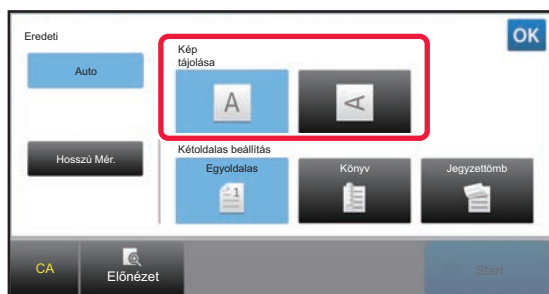 Eredeti
OK
Kép
tájolása
Auto
A
A
Kétoldalas beállítás
Hosszú Mér.
Egyoldalas
Könyv
Jegyzettömb
1
CA
Előnézet
Start